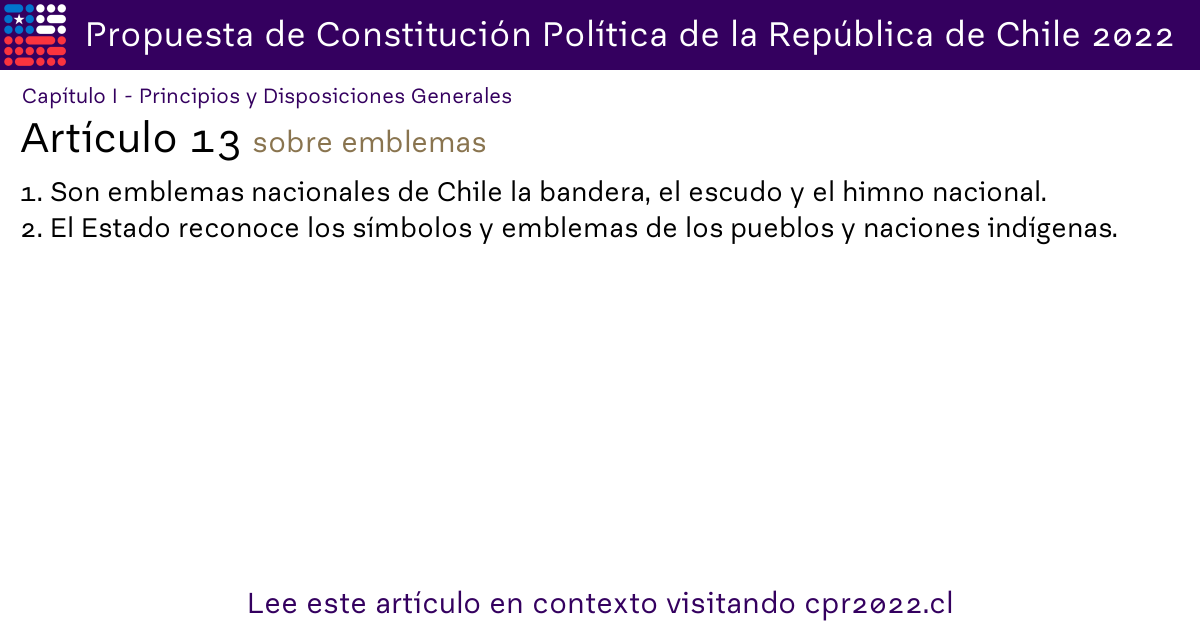 Propuesta de Constitución Política de la República de Chile 2022
Capítulo I - Principios y Disposiciones Generales
Artículo 13 sobre emblemas
1. Son emblemas nacionales de Chile la bandera, el escudo y el himno nacional.
2. El Estado reconoce los símbolos y emblemas de los pueblos y naciones indígenas.
Lee este artículo en contexto visitando cpr2022.cl